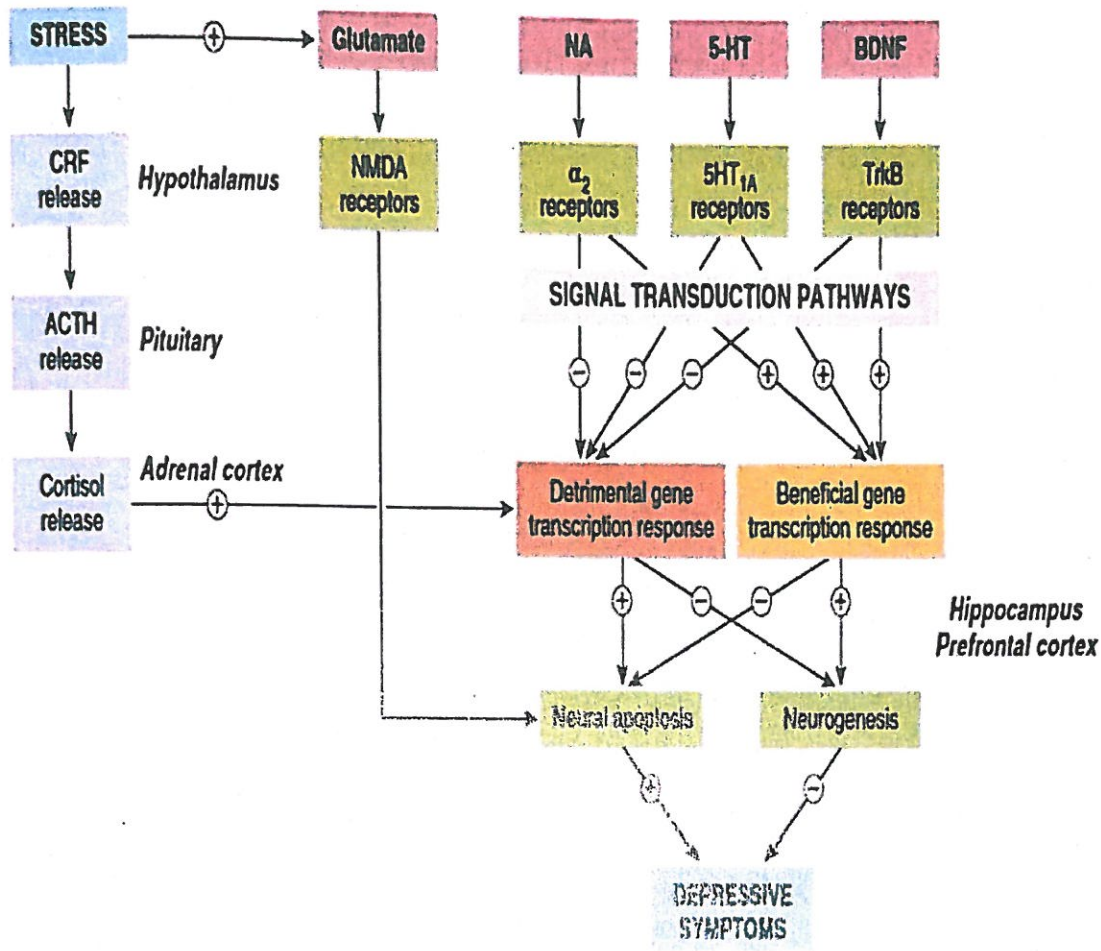 STRESS
+
Glutamate
NA
5-HT
BDNF
CRF
release
Hypothalamus
NMDA
receptors
α₂
receptors
5HT₁A
receptors
TrkB
receptors
SIGNAL TRANSDUCTION PATHWAYS
ACTH
release
Pituitary
− − − + + +
Cortisol
release
Adrenal cortex
+
Detrimental gene
transcription response
Beneficial gene
transcription response
+ − − +
Hippocampus
Prefrontal cortex
Neural apoptosis
Neurogenesis
+ −
DEPRESSIVE
SYMPTOMS